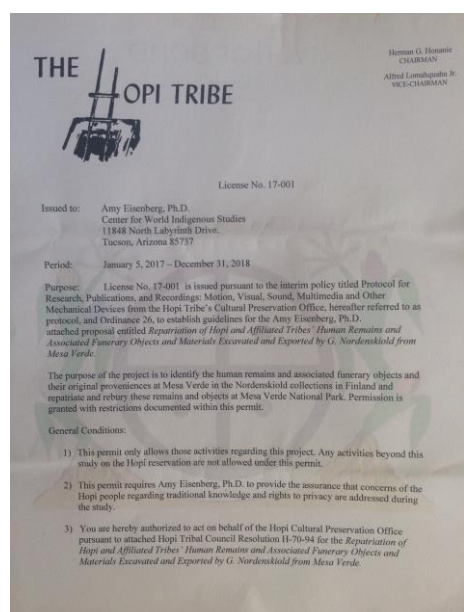 THE
HOPI TRIBE
Herman G. Honanie
CHAIRMAN
Alfred Lomahquahu Jr.
VICE-CHAIRMAN
License No. 17-001
Issued to: Amy Eisenberg, Ph.D.
Center for World Indigenous Studies
11848 North Labyrinth Drive.
Tucson, Arizona 85737
Period: January 5, 2017 – December 31, 2018
Purpose: License No. 17-001 is issued pursuant to the interim policy titled Protocol for
Research, Publications, and Recordings: Motion, Visual, Sound, Multimedia and Other
Mechanical Devices from the Hopi Tribe's Cultural Preservation Office, hereafter referred to as
protocol, and Ordinance 26, to establish guidelines for the Amy Eisenberg, Ph.D.
attached proposal entitled Repatriation of Hopi and Affiliated Tribes' Human Remains and
Associated Funerary Objects and Materials Excavated and Exported by G. Nordenskiold from
Mesa Verde.
The purpose of the project is to identify the human remains and associated funerary objects and
their original proveniences at Mesa Verde in the Nordenskiold collections in Finland and
repatriate and rebury these remains and objects at Mesa Verde National Park. Permission is
granted with restrictions documented within this permit.
General Conditions:
1) This permit only allows those activities regarding this project. Any activities beyond this
study on the Hopi reservation are not allowed under this permit.
2) This permit requires Amy Eisenberg, Ph.D. to provide the assurance that concerns of the
Hopi people regarding traditional knowledge and rights to privacy are addressed during
the study.
3) You are hereby authorized to act on behalf of the Hopi Cultural Preservation Office
pursuant to attached Hopi Tribal Council Resolution H-70-94 for the Repatriation of
Hopi and Affiliated Tribes' Human Remains and Associated Funerary Objects and
Materials Excavated and Exported by G. Nordenskiold from Mesa Verde.